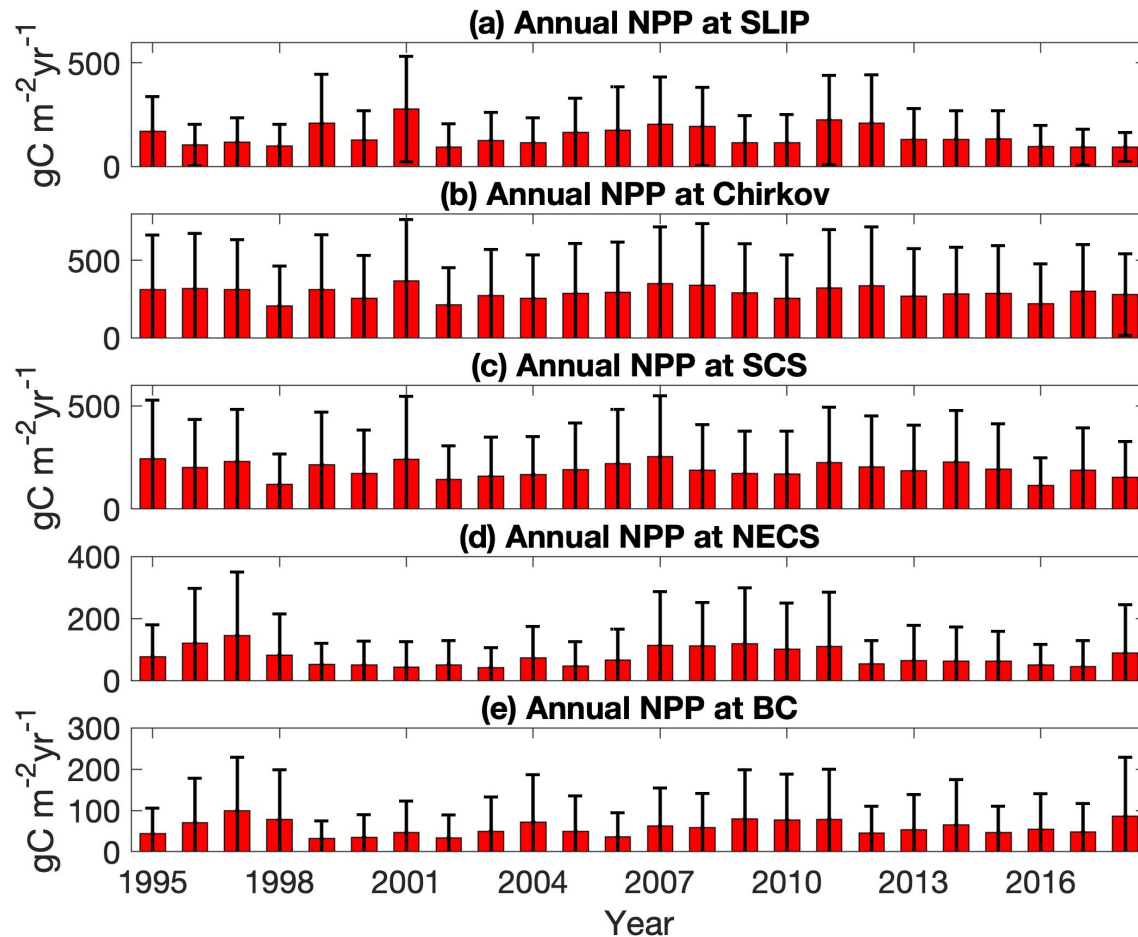 (a) Annual NPP at SLIP
gC m-2yr-1
500
0
(b) Annual NPP at Chirkov
500
0
(c) Annual NPP at SCS
gC m-2yr-1
500
0
(d) Annual NPP at NECS
400
200
0
(e) Annual NPP at BC
gC m-2yr-1
300
200
100
0
1995 1998 2001 2004 2007 2010 2013 2016
Year